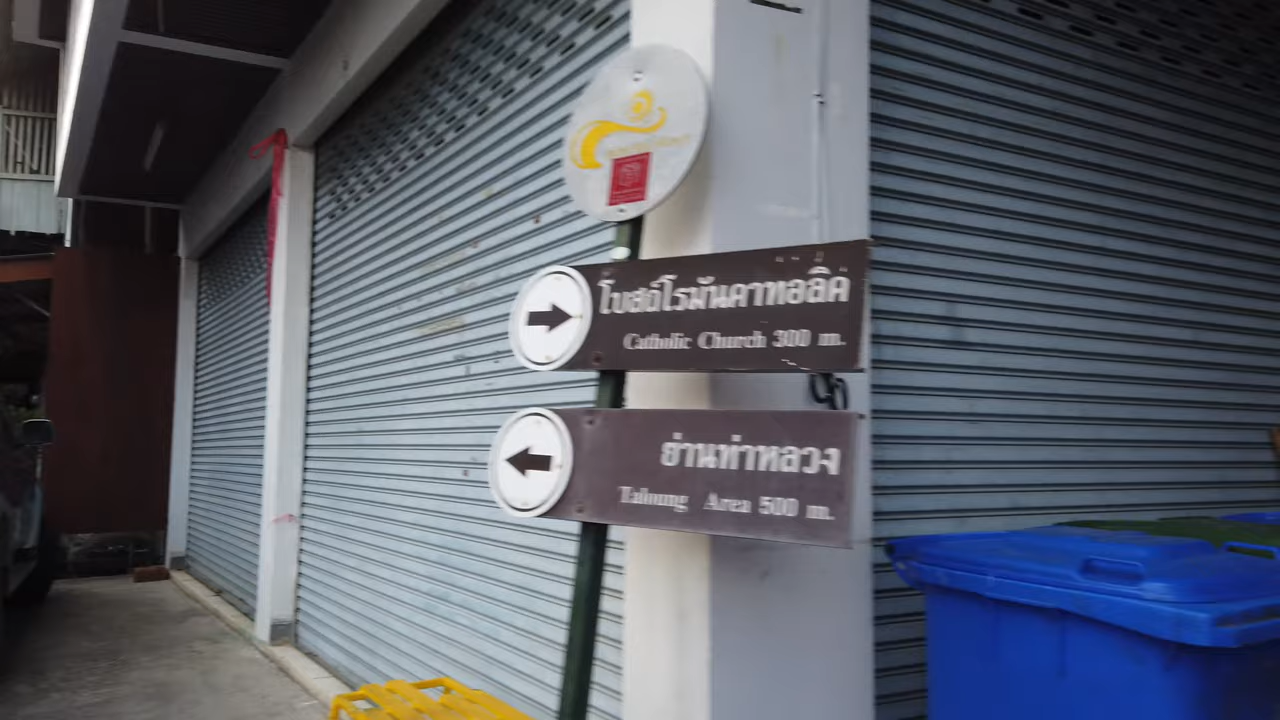 โบสถ์โรมันคาทอลิค
Catholic Church 300 m.
ย่านท่าหลวง
Taloung Area 500 m.